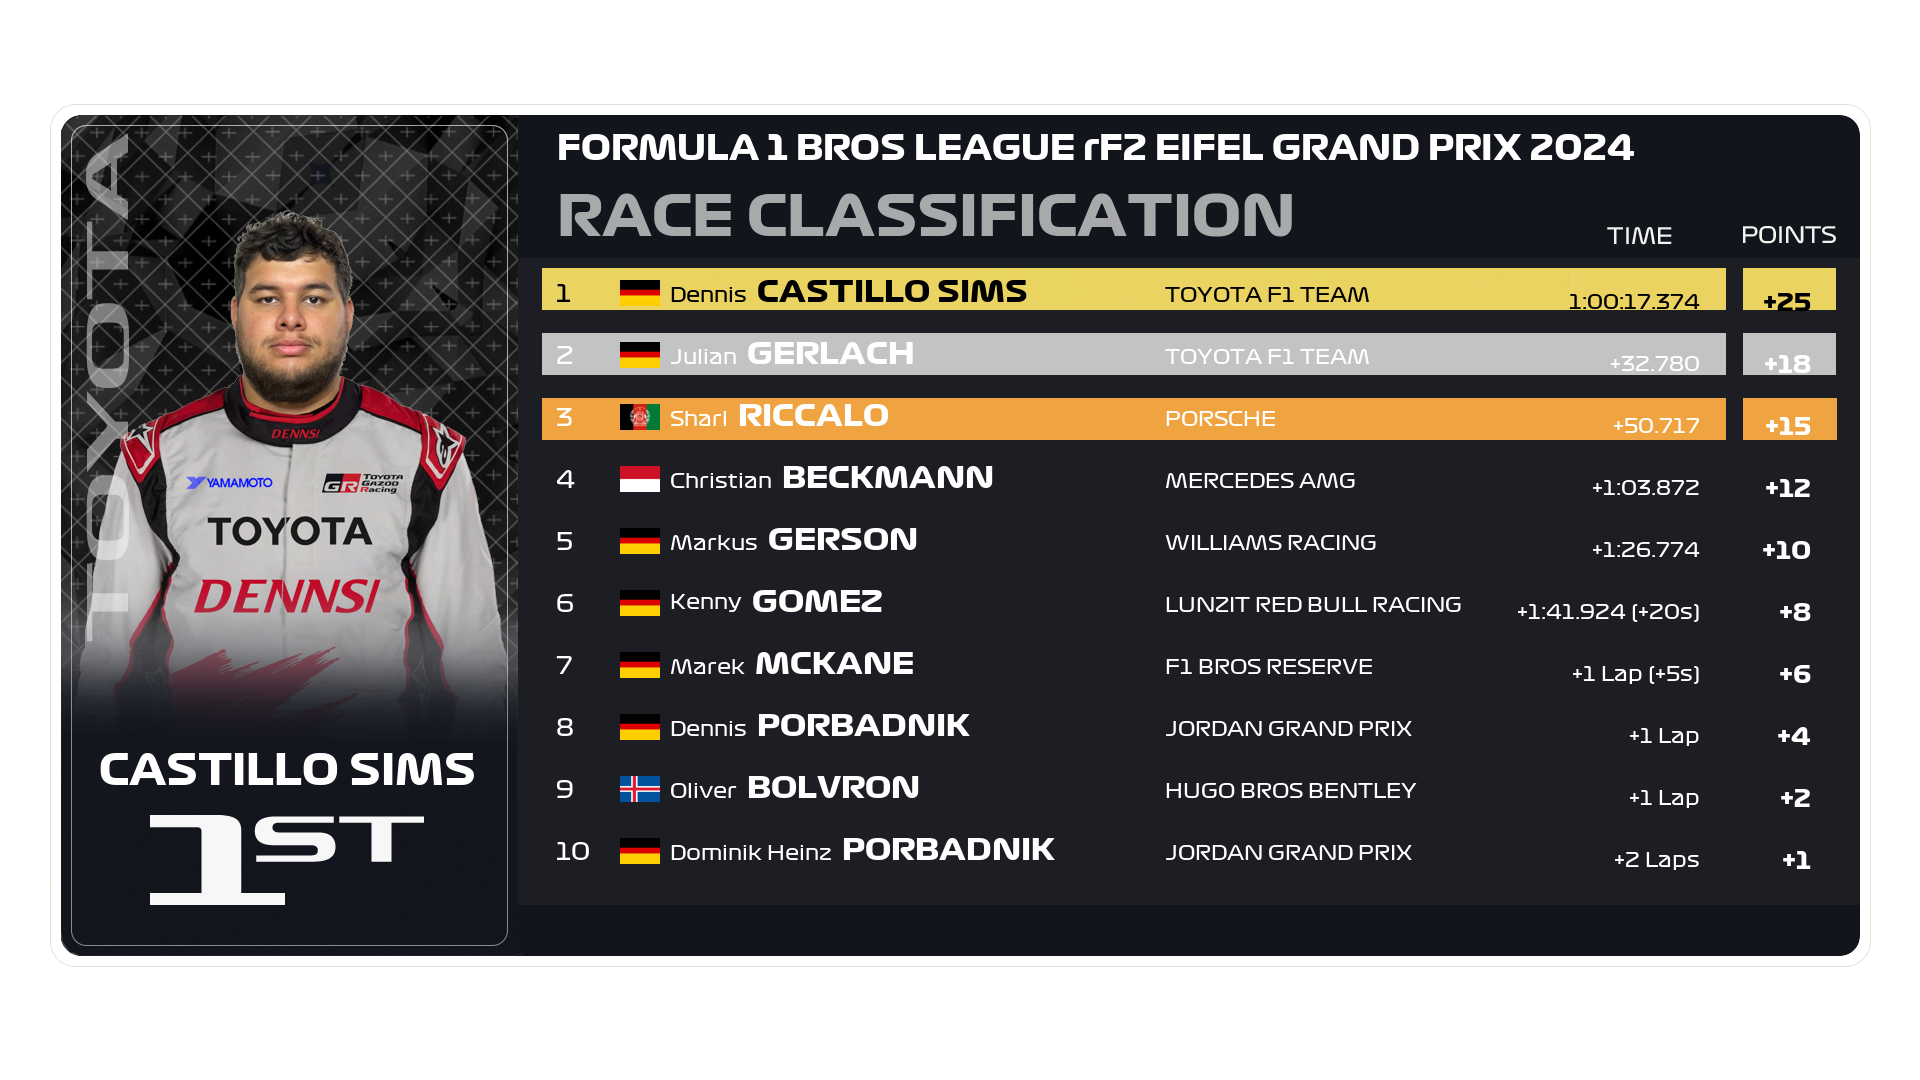 TOYOTA
DENNSI
YAMAMOTO
GR TOYOTA GAZOO Racing
TOYOTA
DENNSI
CASTILLO SIMS
1ST
FORMULA 1 BROS LEAGUE rF2 EIFEL GRAND PRIX 2024
RACE CLASSIFICATION
TIME POINTS
1 Dennis CASTILLO SIMS TOYOTA F1 TEAM 1:00:17.374 +25
2 Julian GERLACH TOYOTA F1 TEAM +32.780 +18
3 Sharl RICCALO PORSCHE +50.717 +15
4 Christian BECKMANN MERCEDES AMG +1:03.872 +12
5 Markus GERSON WILLIAMS RACING +1:26.774 +10
6 Kenny GOMEZ LUNZIT RED BULL RACING +1:41.924 (+20s) +8
7 Marek MCKANE F1 BROS RESERVE +1 Lap (+5s) +6
8 Dennis PORBADNIK JORDAN GRAND PRIX +1 Lap +4
9 Oliver BOLVRON HUGO BROS BENTLEY +1 Lap +2
10 Dominik Heinz PORBADNIK JORDAN GRAND PRIX +2 Laps +1